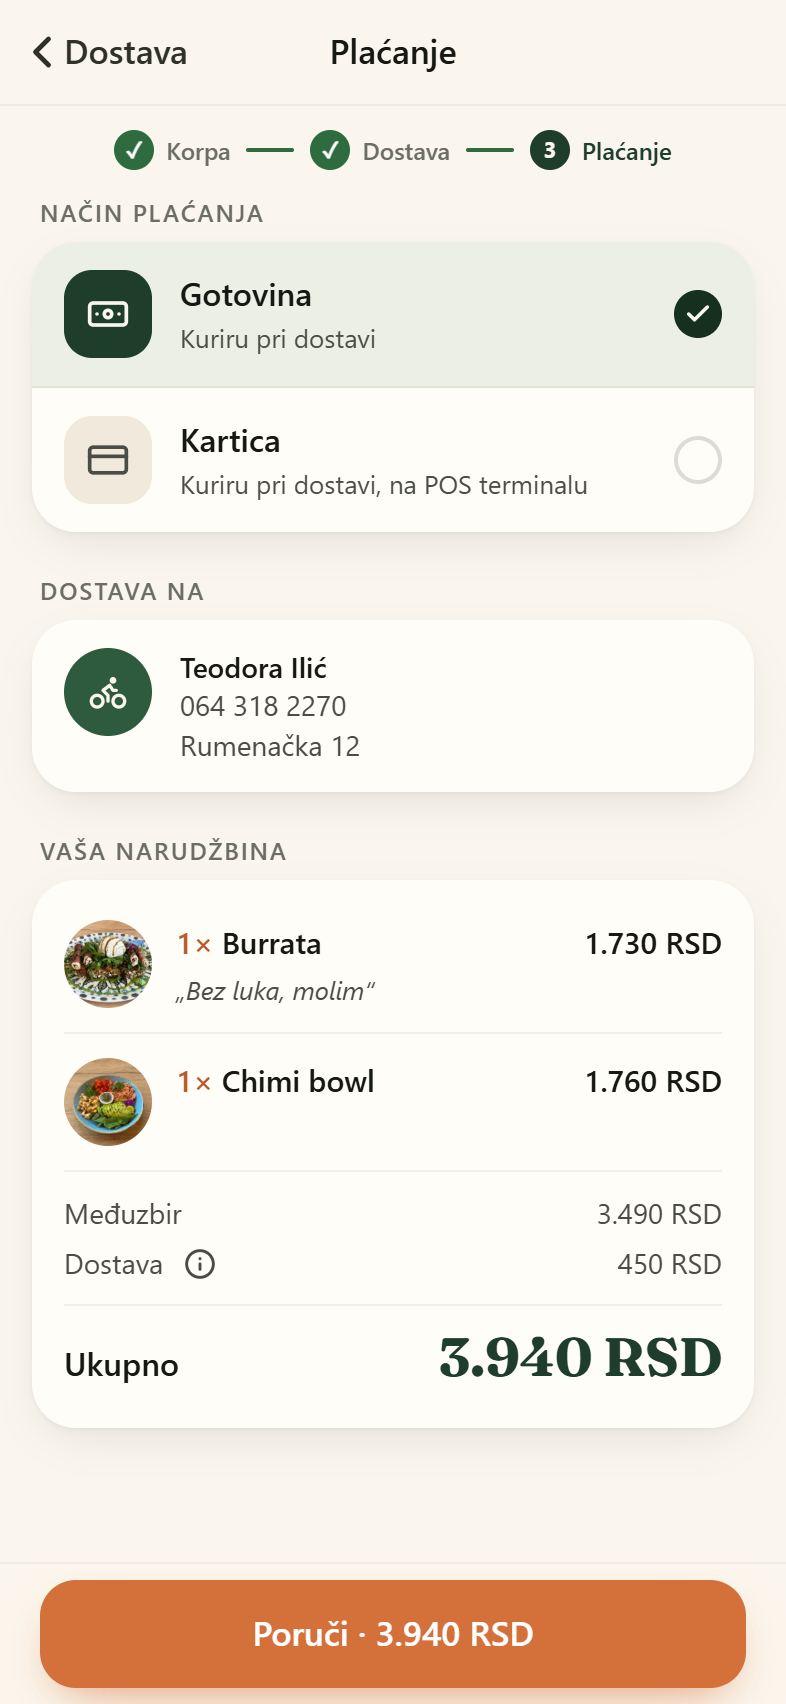 Dostava
Plaćanje
Korpa
Dostava
3 Plaćanje
NAČIN PLAĆANJA
Gotovina
Kuriru pri dostavi
Kartica
Kuriru pri dostavi, na POS terminalu
DOSTAVA NA
Teodora Ilić
064 318 2270
Rumenačka 12
VAŠA NARUDŽBINA
1× Burrata 1.730 RSD
„Bez luka, molim“
1× Chimi bowl 1.760 RSD
Međuzbir 3.490 RSD
Dostava 450 RSD
Ukupno 3.940 RSD
Poruči · 3.940 RSD